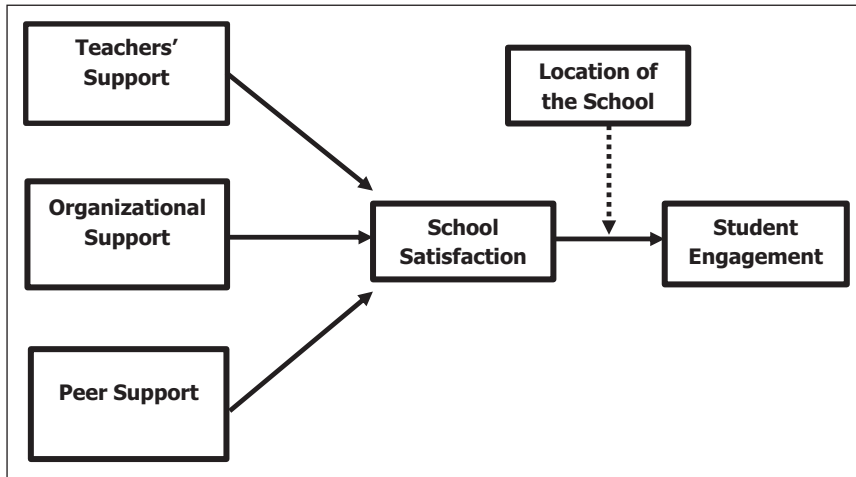 Teachers'
Support
Location of
the School
Organizational
Support
School
Satisfaction
Student
Engagement
Peer Support